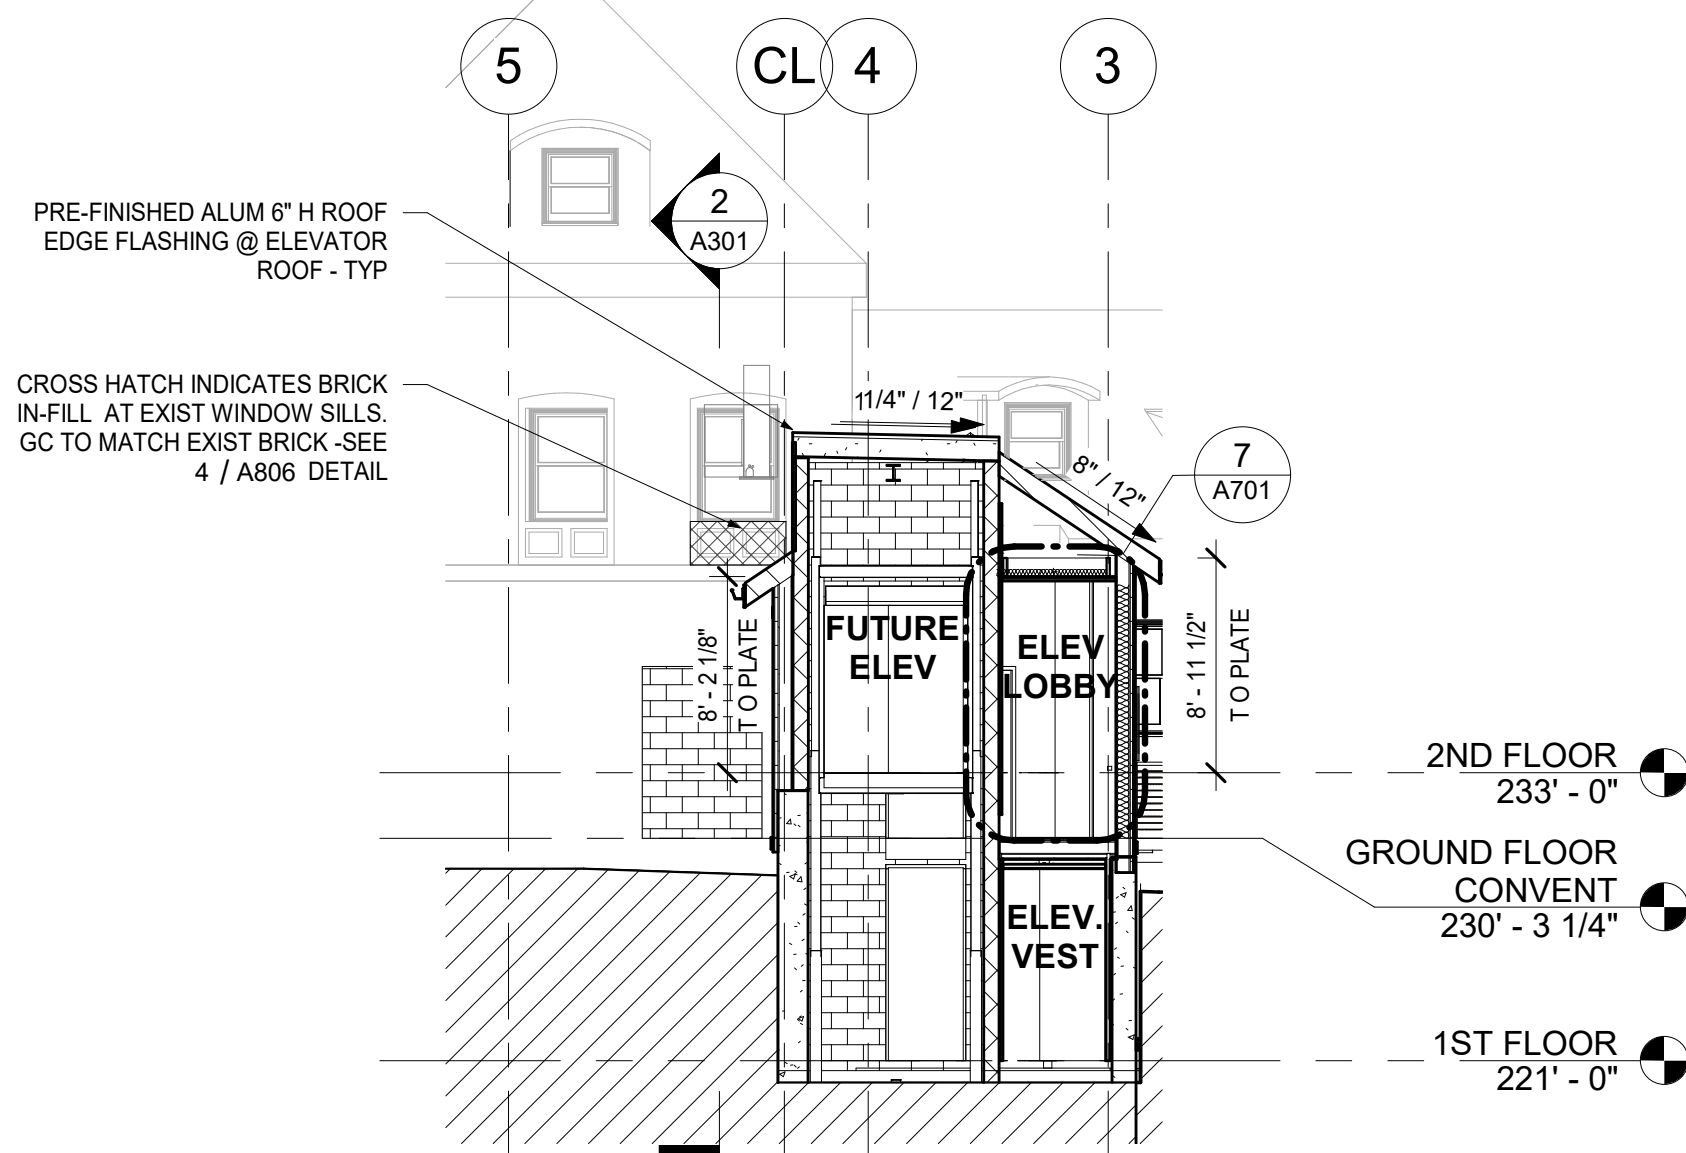 5
CL
4
3
2
A301
PRE-FINISHED ALUM 6" H ROOF
EDGE FLASHING @ ELEVATOR
ROOF - TYP
CROSS HATCH INDICATES BRICK
IN-FILL AT EXIST WINDOW SILLS.
GC TO MATCH EXIST BRICK -SEE
4 / A806 DETAIL
11/4" / 12"
8" / 12"
7
A701
FUTURE
ELEV
ELEV
LOBBY
8' - 2 1/8"
T O PLATE
8' - 11 1/2"
T O PLATE
2ND FLOOR
233' - 0"
GROUND FLOOR
CONVENT
230' - 3 1/4"
ELEV.
VEST
1ST FLOOR
221' - 0"